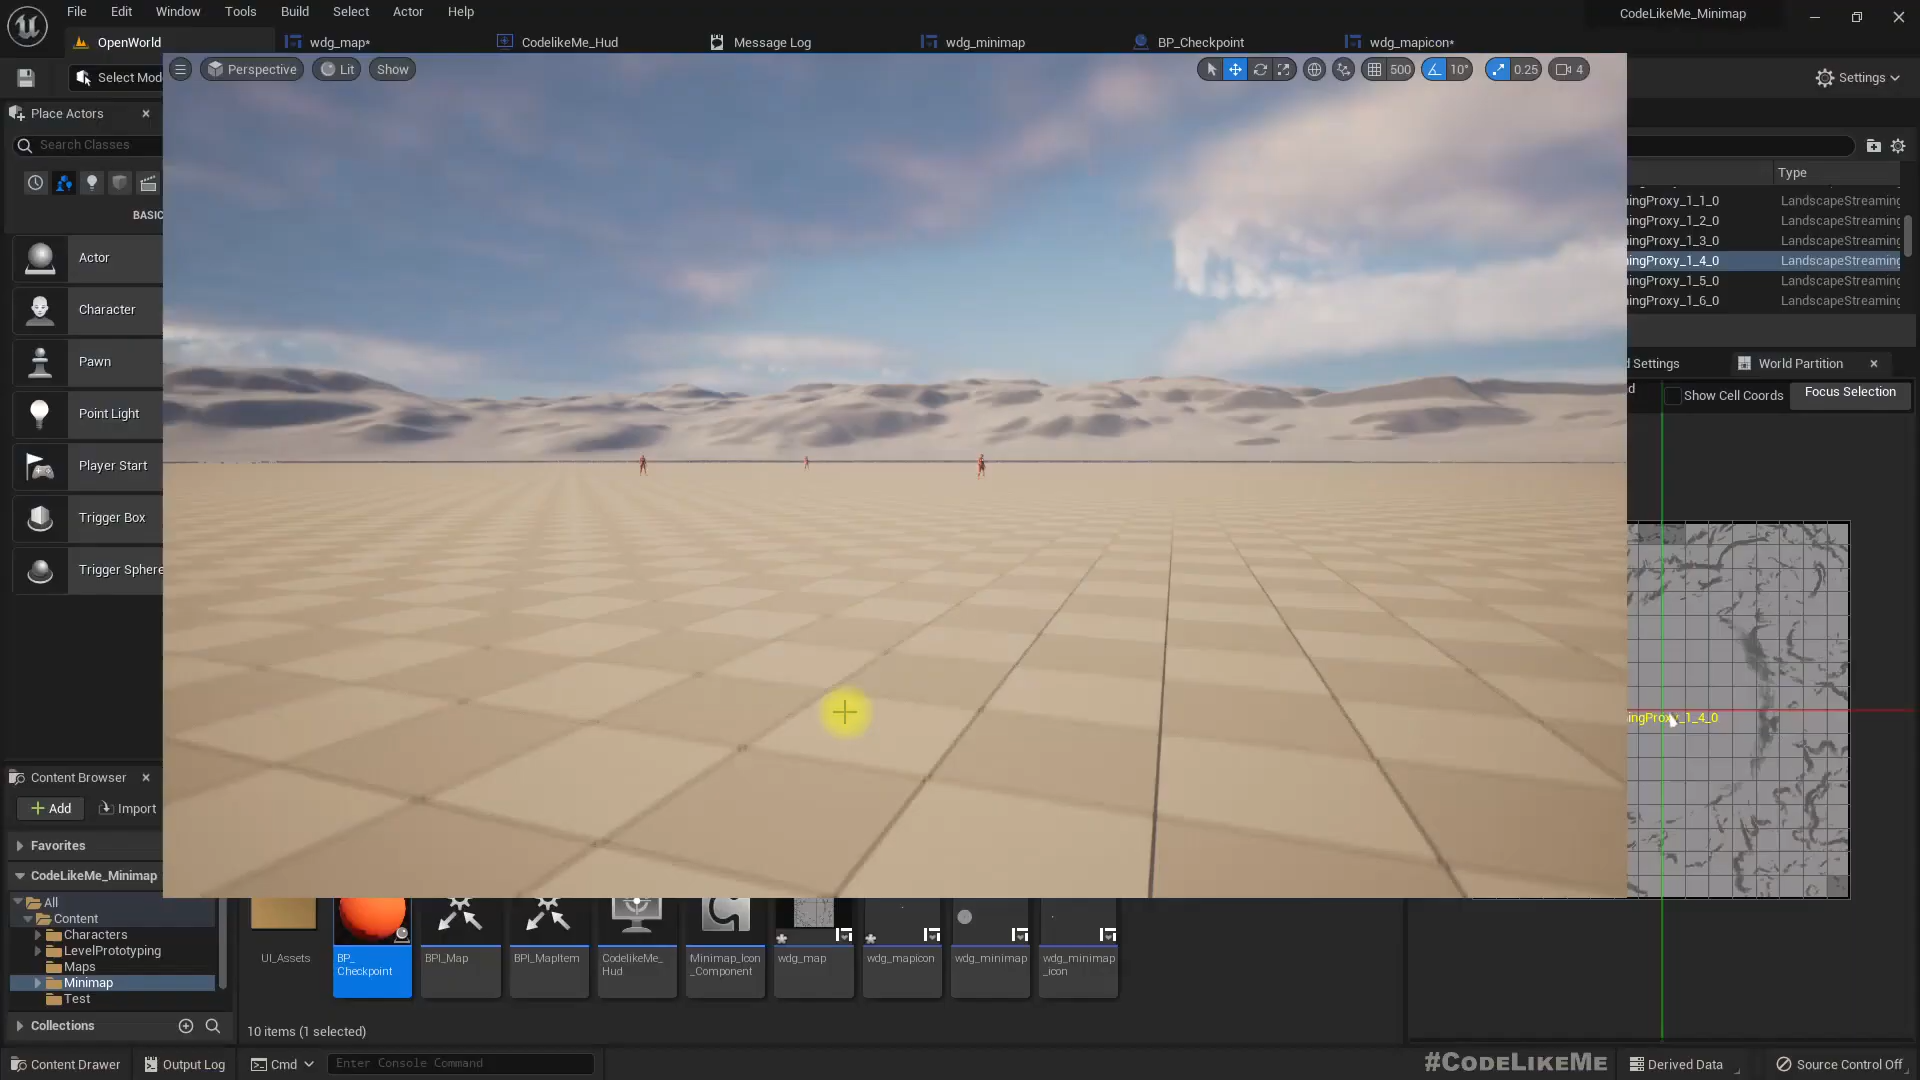 File Edit Window Tools Build Select Actor Help
CodeLikeMe_Minimap
OpenWorld
wdg_map*
CodelikeMe_Hud
Message Log
wdg_minimap
BP_Checkpoint
wdg_mapicon*
Select Mod
Settings
Perspective
Lit
Show
500
10°
0.25
4
Place Actors
Search Classes
BASIC
Actor
Character
Pawn
Point Light
Player Start
Trigger Box
Trigger Sphere
Type
ingProxy_1_1_0 LandscapeStreaming
ingProxy_1_2_0 LandscapeStreaming
ingProxy_1_3_0 LandscapeStreaming
ingProxy_1_4_0 LandscapeStreaming
ingProxy_1_5_0 LandscapeStreaming
ingProxy_1_6_0 LandscapeStreaming
d Settings
World Partition
d
Show Cell Coords
Focus Selection
ingProxy_1_4_0
Content Browser
Add
Import
Favorites
CodeLikeMe_Minimap
All
Content
Characters
LevelPrototyping
Maps
Minimap
Test
Collections
UI_Assets
BP_
Checkpoint
BPI_Map
BPI_MapItem
CodelikeMe_
Hud
Minimap_Icon
_Component
wdg_map
wdg_mapicon
wdg_minimap
wdg_minimap
_icon
10 items (1 selected)
Content Drawer
Output Log
Cmd
Enter Console Command
#CodeLikeMe
Derived Data
Source Control Off